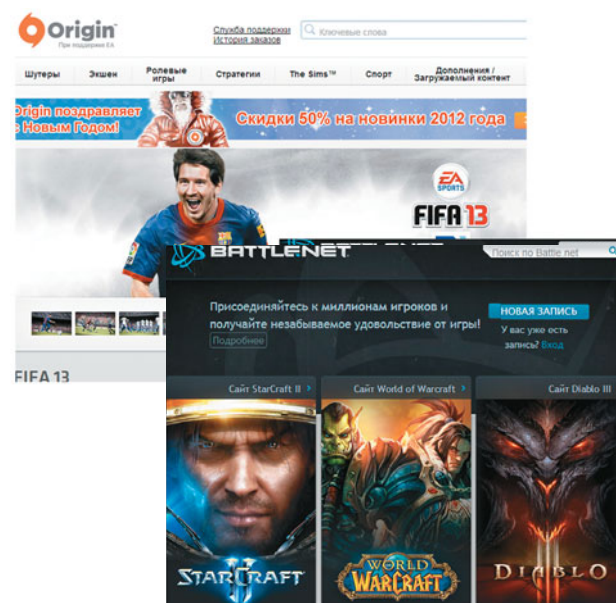 Origin
При поддержке EA
Служба поддержки
История заказов
Ключевые слова
Шутеры
Экшен
Ролевые игры
Стратегии
The Sims™
Спорт
Дополнения / Загружаемый контент
Origin поздравляет
с Новым Годом!
Скидки 50% на новинки 2012 года
EA
SPORTS
FIFA 13
FIFA 13
BATTLE.NET
Поиск по Battle.net
Присоединяйтесь к миллионам игроков и
получайте незабываемое удовольствие от игры!
Подробнее
НОВАЯ ЗАПИСЬ
У вас уже есть
запись? Вход
Сайт StarCraft II
Сайт World of Warcraft
Сайт Diablo III
STARCRAFT
II
WORLD
OF
WARCRAFT
DIABLO
III